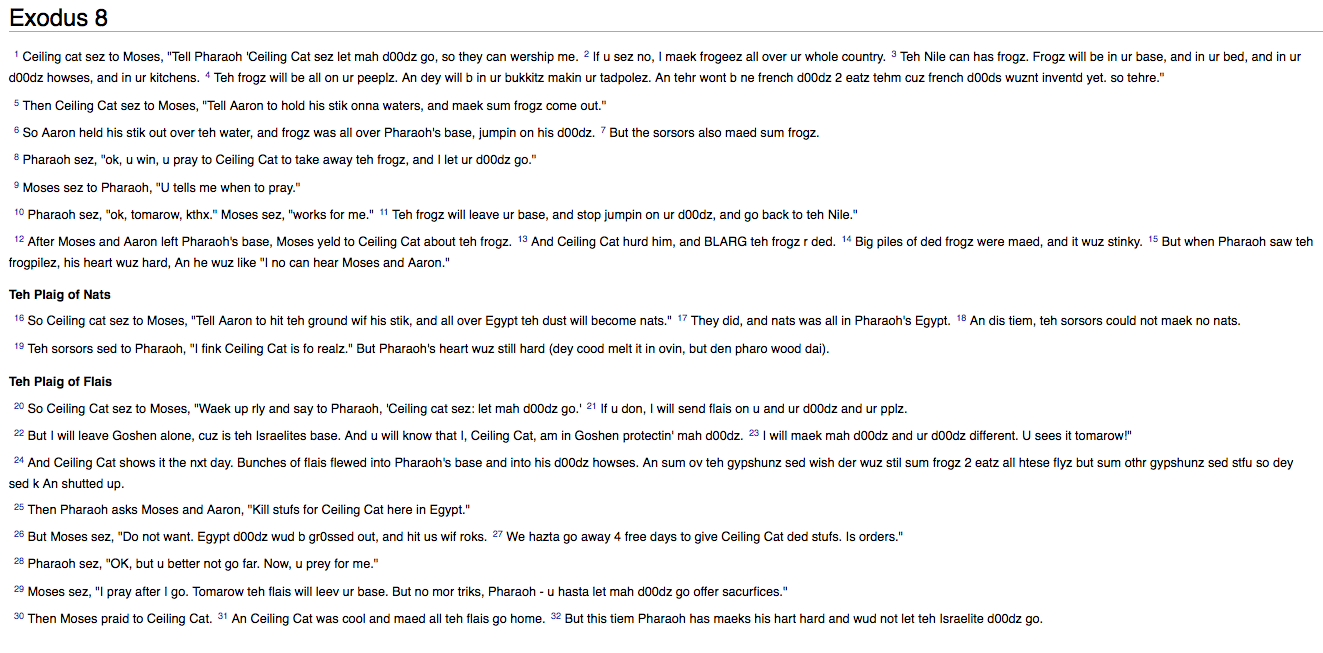 Exodus 8
1 Ceiling cat sez to Moses, "Tell Pharaoh 'Ceiling Cat sez let mah d00dz go, so they can wership me. 2 If u sez no, I maek frogeez all over ur whole country. 3 Teh Nile can has frogz. Frogz will be in ur base, and in ur bed, and in ur
d00dz howses, and in ur kitchens. 4 Teh frogz will be all on ur peeplz. An dey will b in ur bukkitz makin ur tadpolez. An tehr wont b ne french d00dz 2 eatz tehm cuz french d00ds wuznt inventd yet. so tehre."
5 Then Ceiling Cat sez to Moses, "Tell Aaron to hold his stik onna waters, and maek sum frogz come out."
6 So Aaron held his stik out over teh water, and frogz was all over Pharaoh's base, jumpin on his d00dz. 7 But the sorsors also maed sum frogz.
8 Pharaoh sez, "ok, u win, u pray to Ceiling Cat to take away teh frogz, and I let ur d00dz go."
9 Moses sez to Pharaoh, "U tells me when to pray."
10 Pharaoh sez, "ok, tomarow, kthx." Moses sez, "works for me." 11 Teh frogz will leave ur base, and stop jumpin on ur d00dz, and go back to teh Nile."
12 After Moses and Aaron left Pharaoh's base, Moses yeld to Ceiling Cat about teh frogz. 13 And Ceiling Cat hurd him, and BLARG teh frogz r ded. 14 Big piles of ded frogz were maed, and it wuz stinky. 15 But when Pharaoh saw teh
frogpilez, his heart wuz hard, An he wuz like "I no can hear Moses and Aaron."
Teh Plaig of Nats
16 So Ceiling cat sez to Moses, "Tell Aaron to hit teh ground wif his stik, and all over Egypt teh dust will become nats." 17 They did, and nats was all in Pharaoh's Egypt. 18 An dis tiem, teh sorsors could not maek no nats.
19 Teh sorsors sed to Pharaoh, "I fink Ceiling Cat is fo realz." But Pharaoh's heart wuz still hard (dey cood melt it in ovin, but den pharo wood dai).
Teh Plaig of Flais
20 So Ceiling Cat sez to Moses, "Waek up rly and say to Pharaoh, 'Ceiling cat sez: let mah d00dz go.' 21 If u don, I will send flais on u and ur d00dz and ur pplz.
22 But I will leave Goshen alone, cuz is teh Israelites base. And u will know that I, Ceiling Cat, am in Goshen protectin' mah d00dz. 23 I will maek mah d00dz and ur d00dz different. U sees it tomarow!"
24 And Ceiling Cat shows it the nxt day. Bunches of flais flewed into Pharaoh's base and into his d00dz howses. An sum ov teh gypshunz sed wish der wuz stil sum frogz 2 eatz all htese flyz but sum othr gypshunz sed stfu so dey
sed k An shutted up.
25 Then Pharaoh asks Moses and Aaron, "Kill stufs for Ceiling Cat here in Egypt."
26 But Moses sez, "Do not want. Egypt d00dz wud b gr0ssed out, and hit us wif roks. 27 We hazta go away 4 free days to give Ceiling Cat ded stufs. Is orders."
28 Pharaoh sez, "OK, but u better not go far. Now, u prey for me."
29 Moses sez, "I pray after I go. Tomarow teh flais will leev ur base. But no mor triks, Pharaoh - u hasta let mah d00dz go offer sacurfices."
30 Then Moses praid to Ceiling Cat. 31 An Ceiling Cat was cool and maed all teh flais go home. 32 But this tiem Pharaoh has maeks his hart hard and wud not let teh Israelite d00dz go.